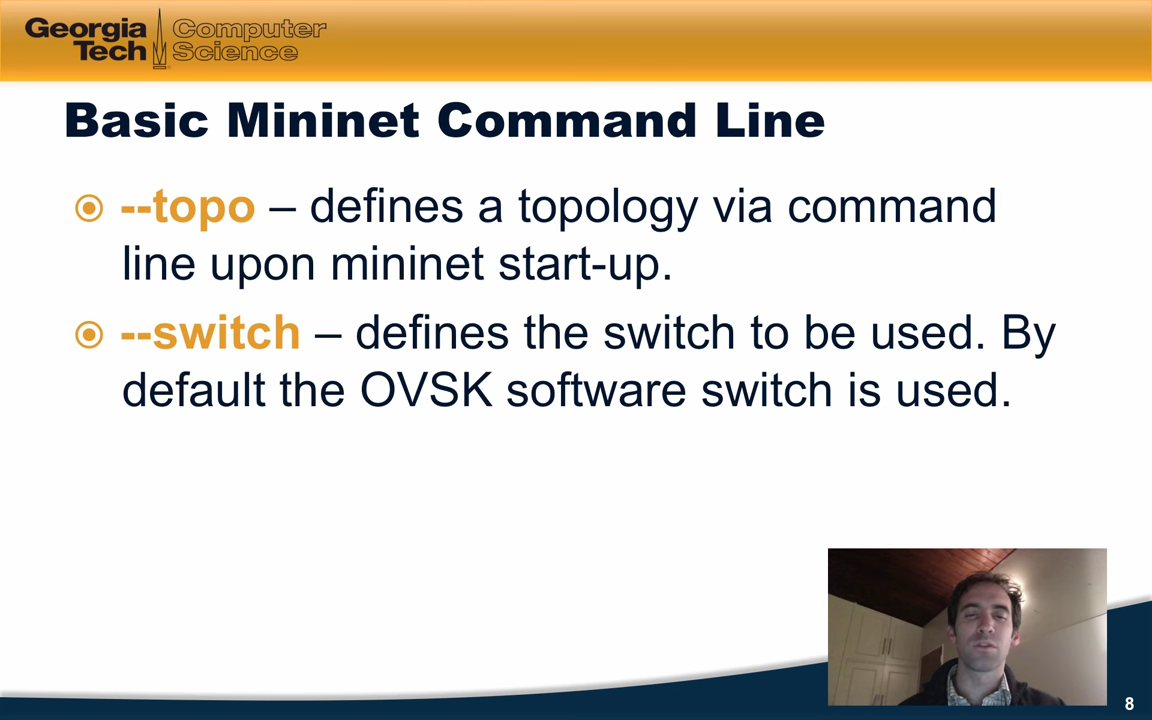 Georgia Tech
Computer Science
Basic Mininet Command Line
--topo – defines a topology via command
line upon mininet start-up.
--switch – defines the switch to be used. By
default the OVSK software switch is used.
8